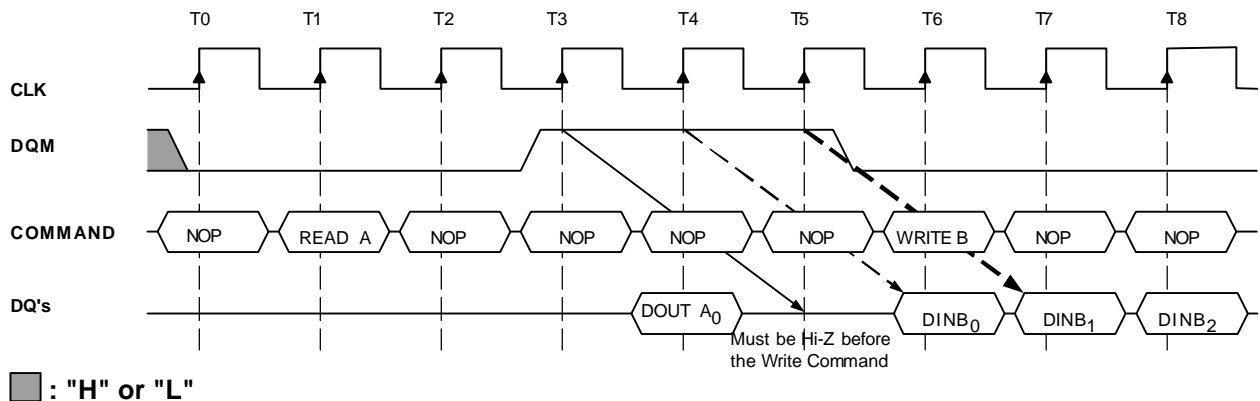 T0 T1 T2 T3 T4 T5 T6 T7 T8
CLK
DQM
COMMAND NOP READ A NOP NOP NOP NOP WRITE B NOP NOP
DQ's DOUT A0 DINB0 DINB1 DINB2
Must be Hi-Z before
the Write Command
: "H" or "L"